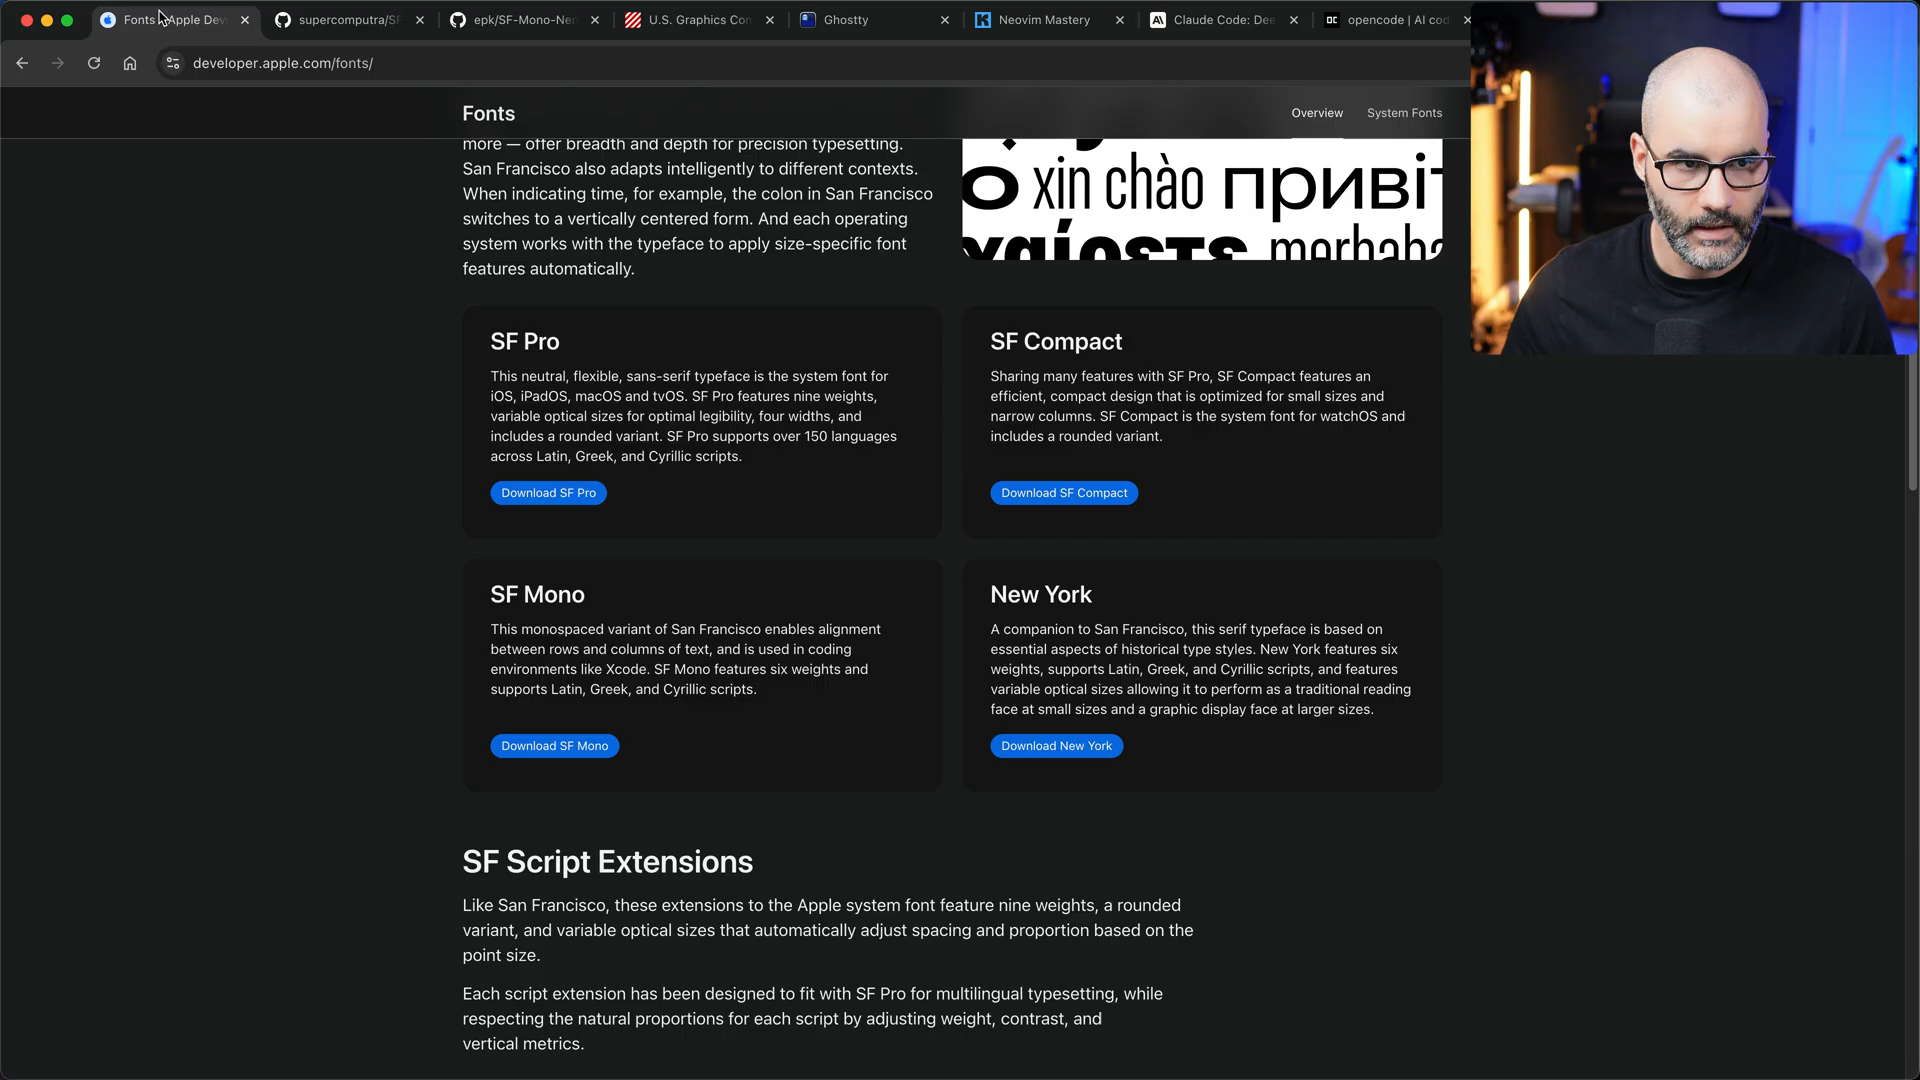 Fonts - Apple Dev
supercomputra/SF
epk/SF-Mono-Ner
U.S. Graphics Con
Ghostty
Neovim Mastery
Claude Code: Dee
opencode | AI cod
developer.apple.com/fonts/
Fonts
Overview
System Fonts
more — offer breadth and depth for precision typesetting.
San Francisco also adapts intelligently to different contexts.
When indicating time, for example, the colon in San Francisco
switches to a vertically centered form. And each operating
system works with the typeface to apply size-specific font
features automatically.
xin chào привіт
merhaba
SF Pro
This neutral, flexible, sans-serif typeface is the system font for
iOS, iPadOS, macOS and tvOS. SF Pro features nine weights,
variable optical sizes for optimal legibility, four widths, and
includes a rounded variant. SF Pro supports over 150 languages
across Latin, Greek, and Cyrillic scripts.
Download SF Pro
SF Compact
Sharing many features with SF Pro, SF Compact features an
efficient, compact design that is optimized for small sizes and
narrow columns. SF Compact is the system font for watchOS and
includes a rounded variant.
Download SF Compact
SF Mono
This monospaced variant of San Francisco enables alignment
between rows and columns of text, and is used in coding
environments like Xcode. SF Mono features six weights and
supports Latin, Greek, and Cyrillic scripts.
Download SF Mono
New York
A companion to San Francisco, this serif typeface is based on
essential aspects of historical type styles. New York features six
weights, supports Latin, Greek, and Cyrillic scripts, and features
variable optical sizes allowing it to perform as a traditional reading
face at small sizes and a graphic display face at larger sizes.
Download New York
SF Script Extensions
Like San Francisco, these extensions to the Apple system font feature nine weights, a rounded
variant, and variable optical sizes that automatically adjust spacing and proportion based on the
point size.
Each script extension has been designed to fit with SF Pro for multilingual typesetting, while
respecting the natural proportions for each script by adjusting weight, contrast, and
vertical metrics.